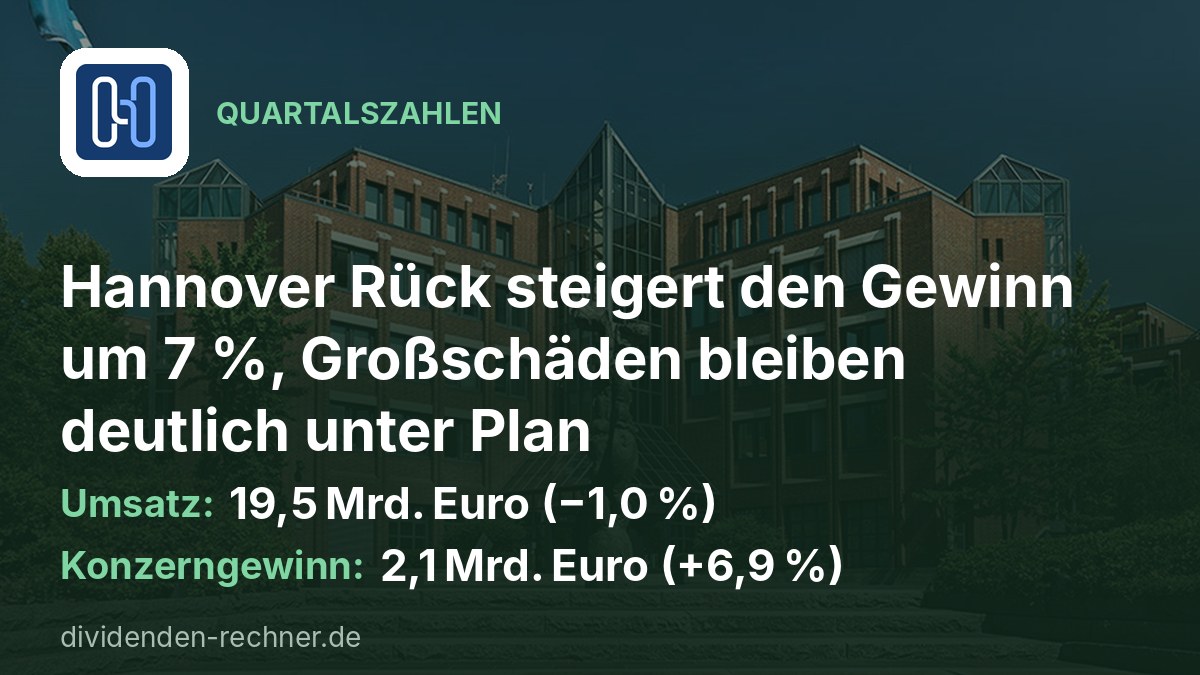 QUARTALSZAHLEN
Hannover Rück steigert den Gewinn
um 7 %, Großschäden bleiben
deutlich unter Plan
Umsatz: 19,5 Mrd. Euro (−1,0 %)
Konzerngewinn: 2,1 Mrd. Euro (+6,9 %)
dividenden-rechner.de